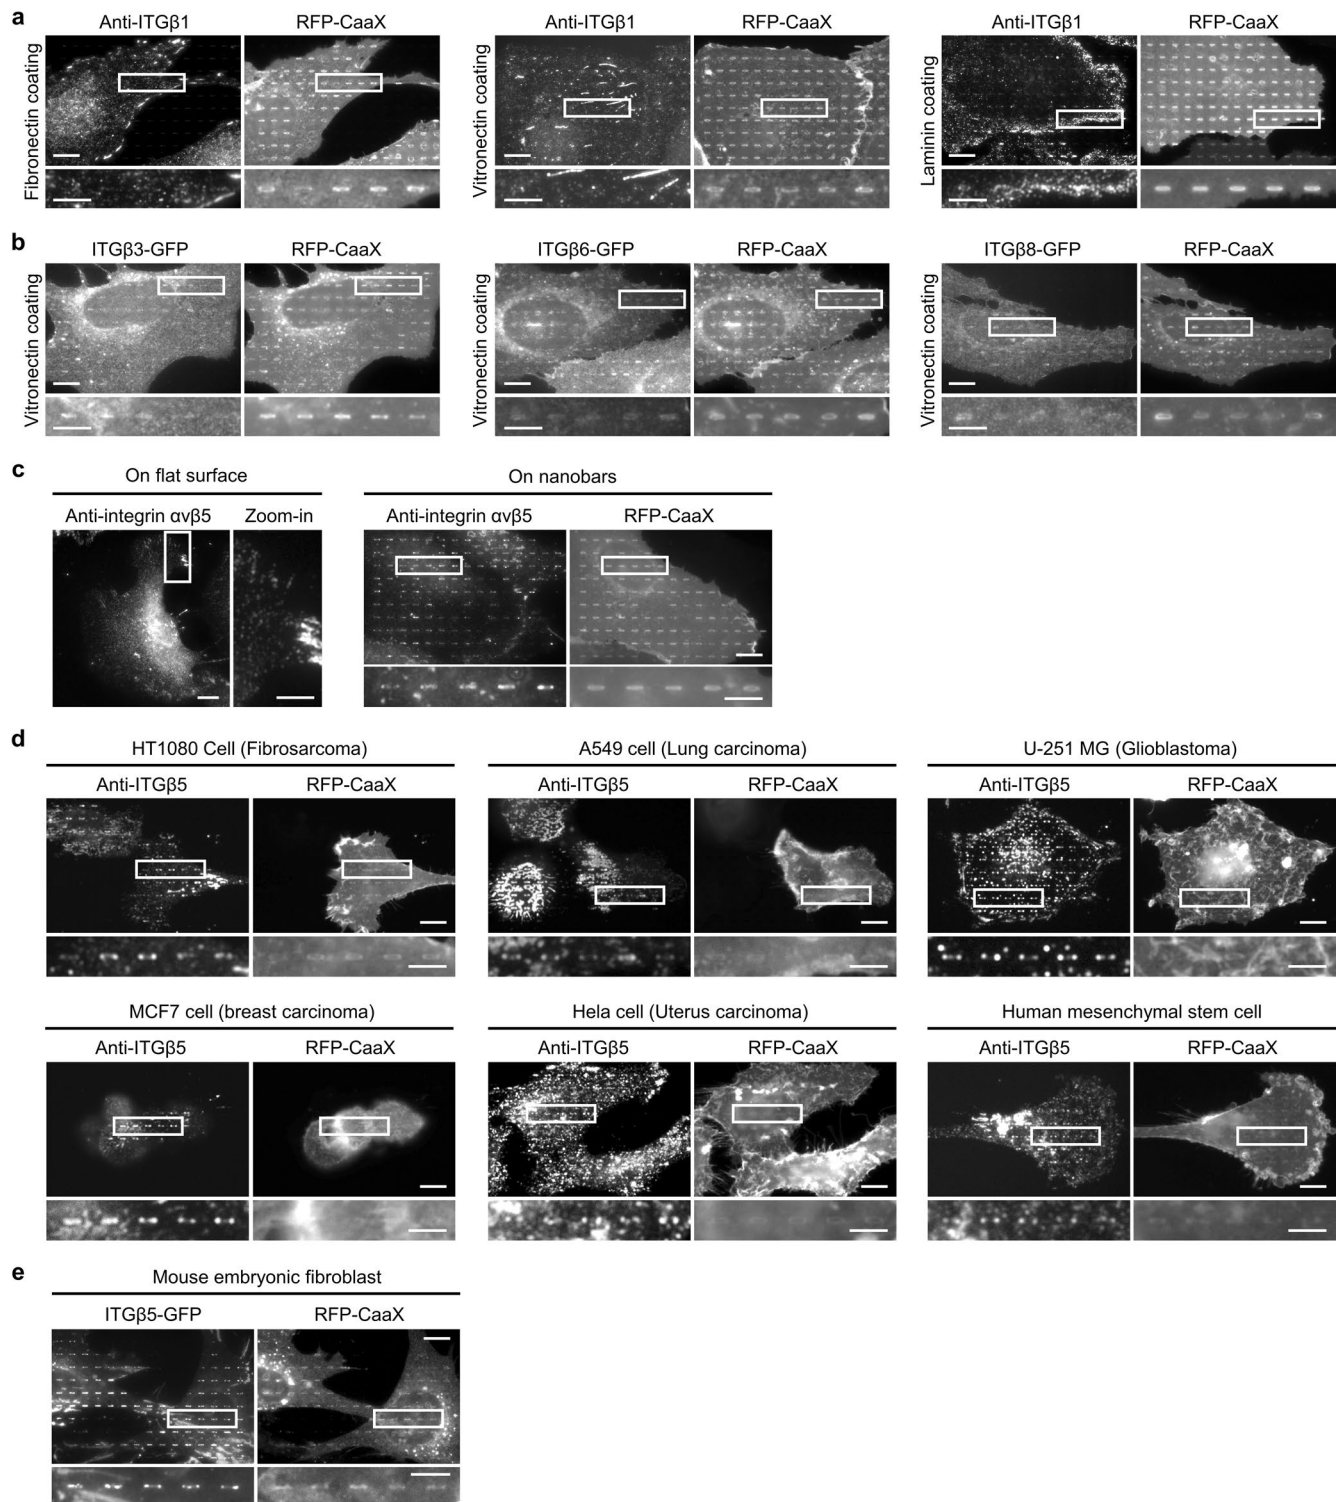 a
Anti-ITGβ1 RFP-CaaX Anti-ITGβ1 RFP-CaaX Anti-ITGβ1 RFP-CaaX
Fibronectin coating
Vitronectin coating
Laminin coating
b
ITGβ3-GFP RFP-CaaX ITGβ6-GFP RFP-CaaX ITGβ8-GFP RFP-CaaX
Vitronectin coating
Vitronectin coating
Vitronectin coating
c
On flat surface On nanobars
Anti-integrin αvβ5 Zoom-in Anti-integrin αvβ5 RFP-CaaX
d
HT1080 Cell (Fibrosarcoma) A549 cell (Lung carcinoma) U-251 MG (Glioblastoma)
Anti-ITGβ5 RFP-CaaX Anti-ITGβ5 RFP-CaaX Anti-ITGβ5 RFP-CaaX
MCF7 cell (breast carcinoma) Hela cell (Uterus carcinoma) Human mesenchymal stem cell
Anti-ITGβ5 RFP-CaaX Anti-ITGβ5 RFP-CaaX Anti-ITGβ5 RFP-CaaX
e
Mouse embryonic fibroblast
ITGβ5-GFP RFP-CaaX